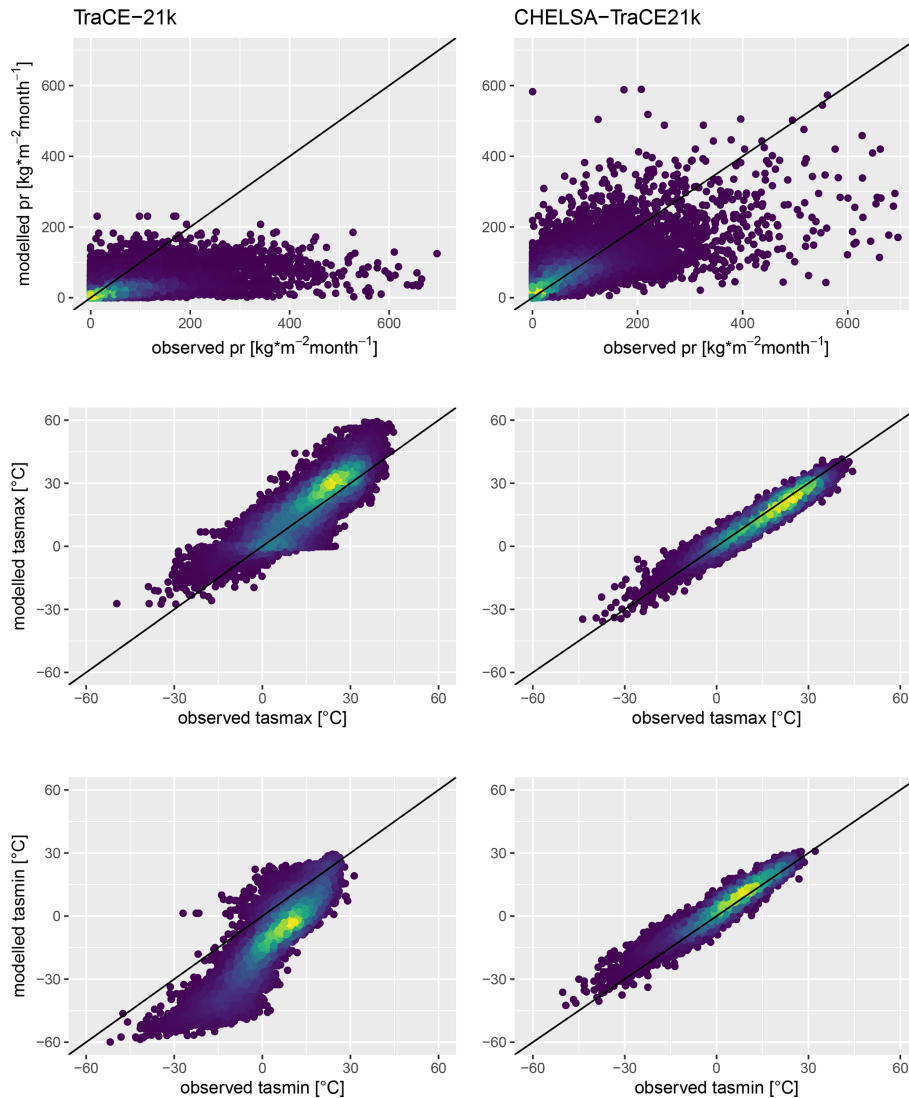 TraCE−21k CHELSA−TraCE21k
modelled pr [kg*m−2month−1]
600
400
200
0
0 200 400 600
observed pr [kg*m−2month−1]
600
400
200
0
0 200 400 600
observed pr [kg*m−2month−1]
modelled tasmax [°C]
60
30
0
−30
−60
−60 −30 0 30 60
observed tasmax [°C]
60
30
0
−30
−60
−60 −30 0 30 60
observed tasmax [°C]
modelled tasmin [°C]
60
30
0
−30
−60
−60 −30 0 30 60
observed tasmin [°C]
60
30
0
−30
−60
−60 −30 0 30 60
observed tasmin [°C]